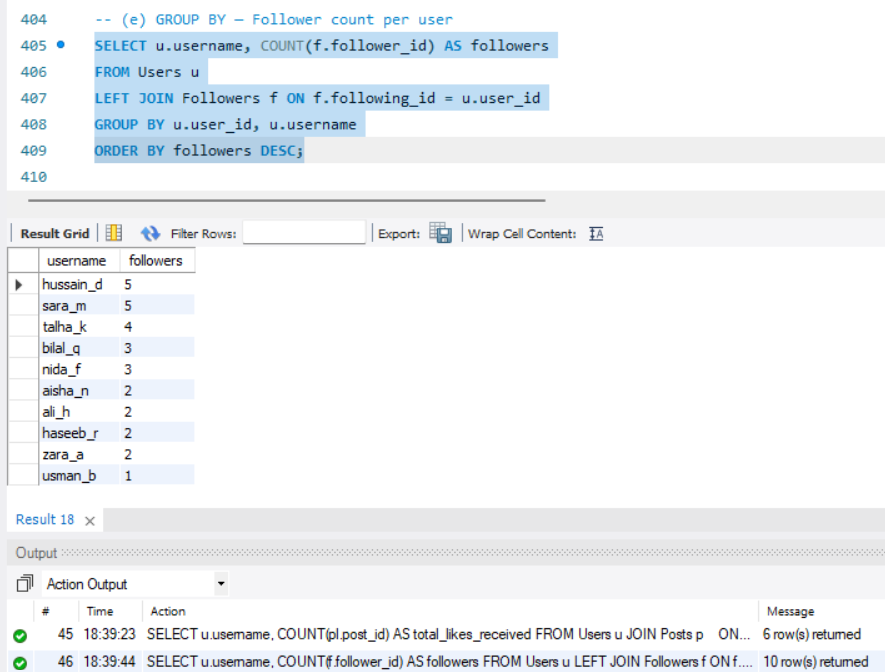 404 -- (e) GROUP BY — Follower count per user
405 SELECT u.username, COUNT(f.follower_id) AS followers
406 FROM Users u
407 LEFT JOIN Followers f ON f.following_id = u.user_id
408 GROUP BY u.user_id, u.username
409 ORDER BY followers DESC;
410
Result Grid Filter Rows: Export: Wrap Cell Content:
username followers
hussain_d 5
sara_m 5
talha_k 4
bilal_q 3
nida_f 3
aisha_n 2
ali_h 2
haseeb_r 2
zara_a 2
usman_b 1
Result 18
Output
Action Output
# Time Action Message
45 18:39:23 SELECT u.username, COUNT(pl.post_id) AS total_likes_received FROM Users u JOIN Posts p ON... 6 row(s) returned
46 18:39:44 SELECT u.username, COUNT(f.follower_id) AS followers FROM Users u LEFT JOIN Followers f ON f.... 10 row(s) returned